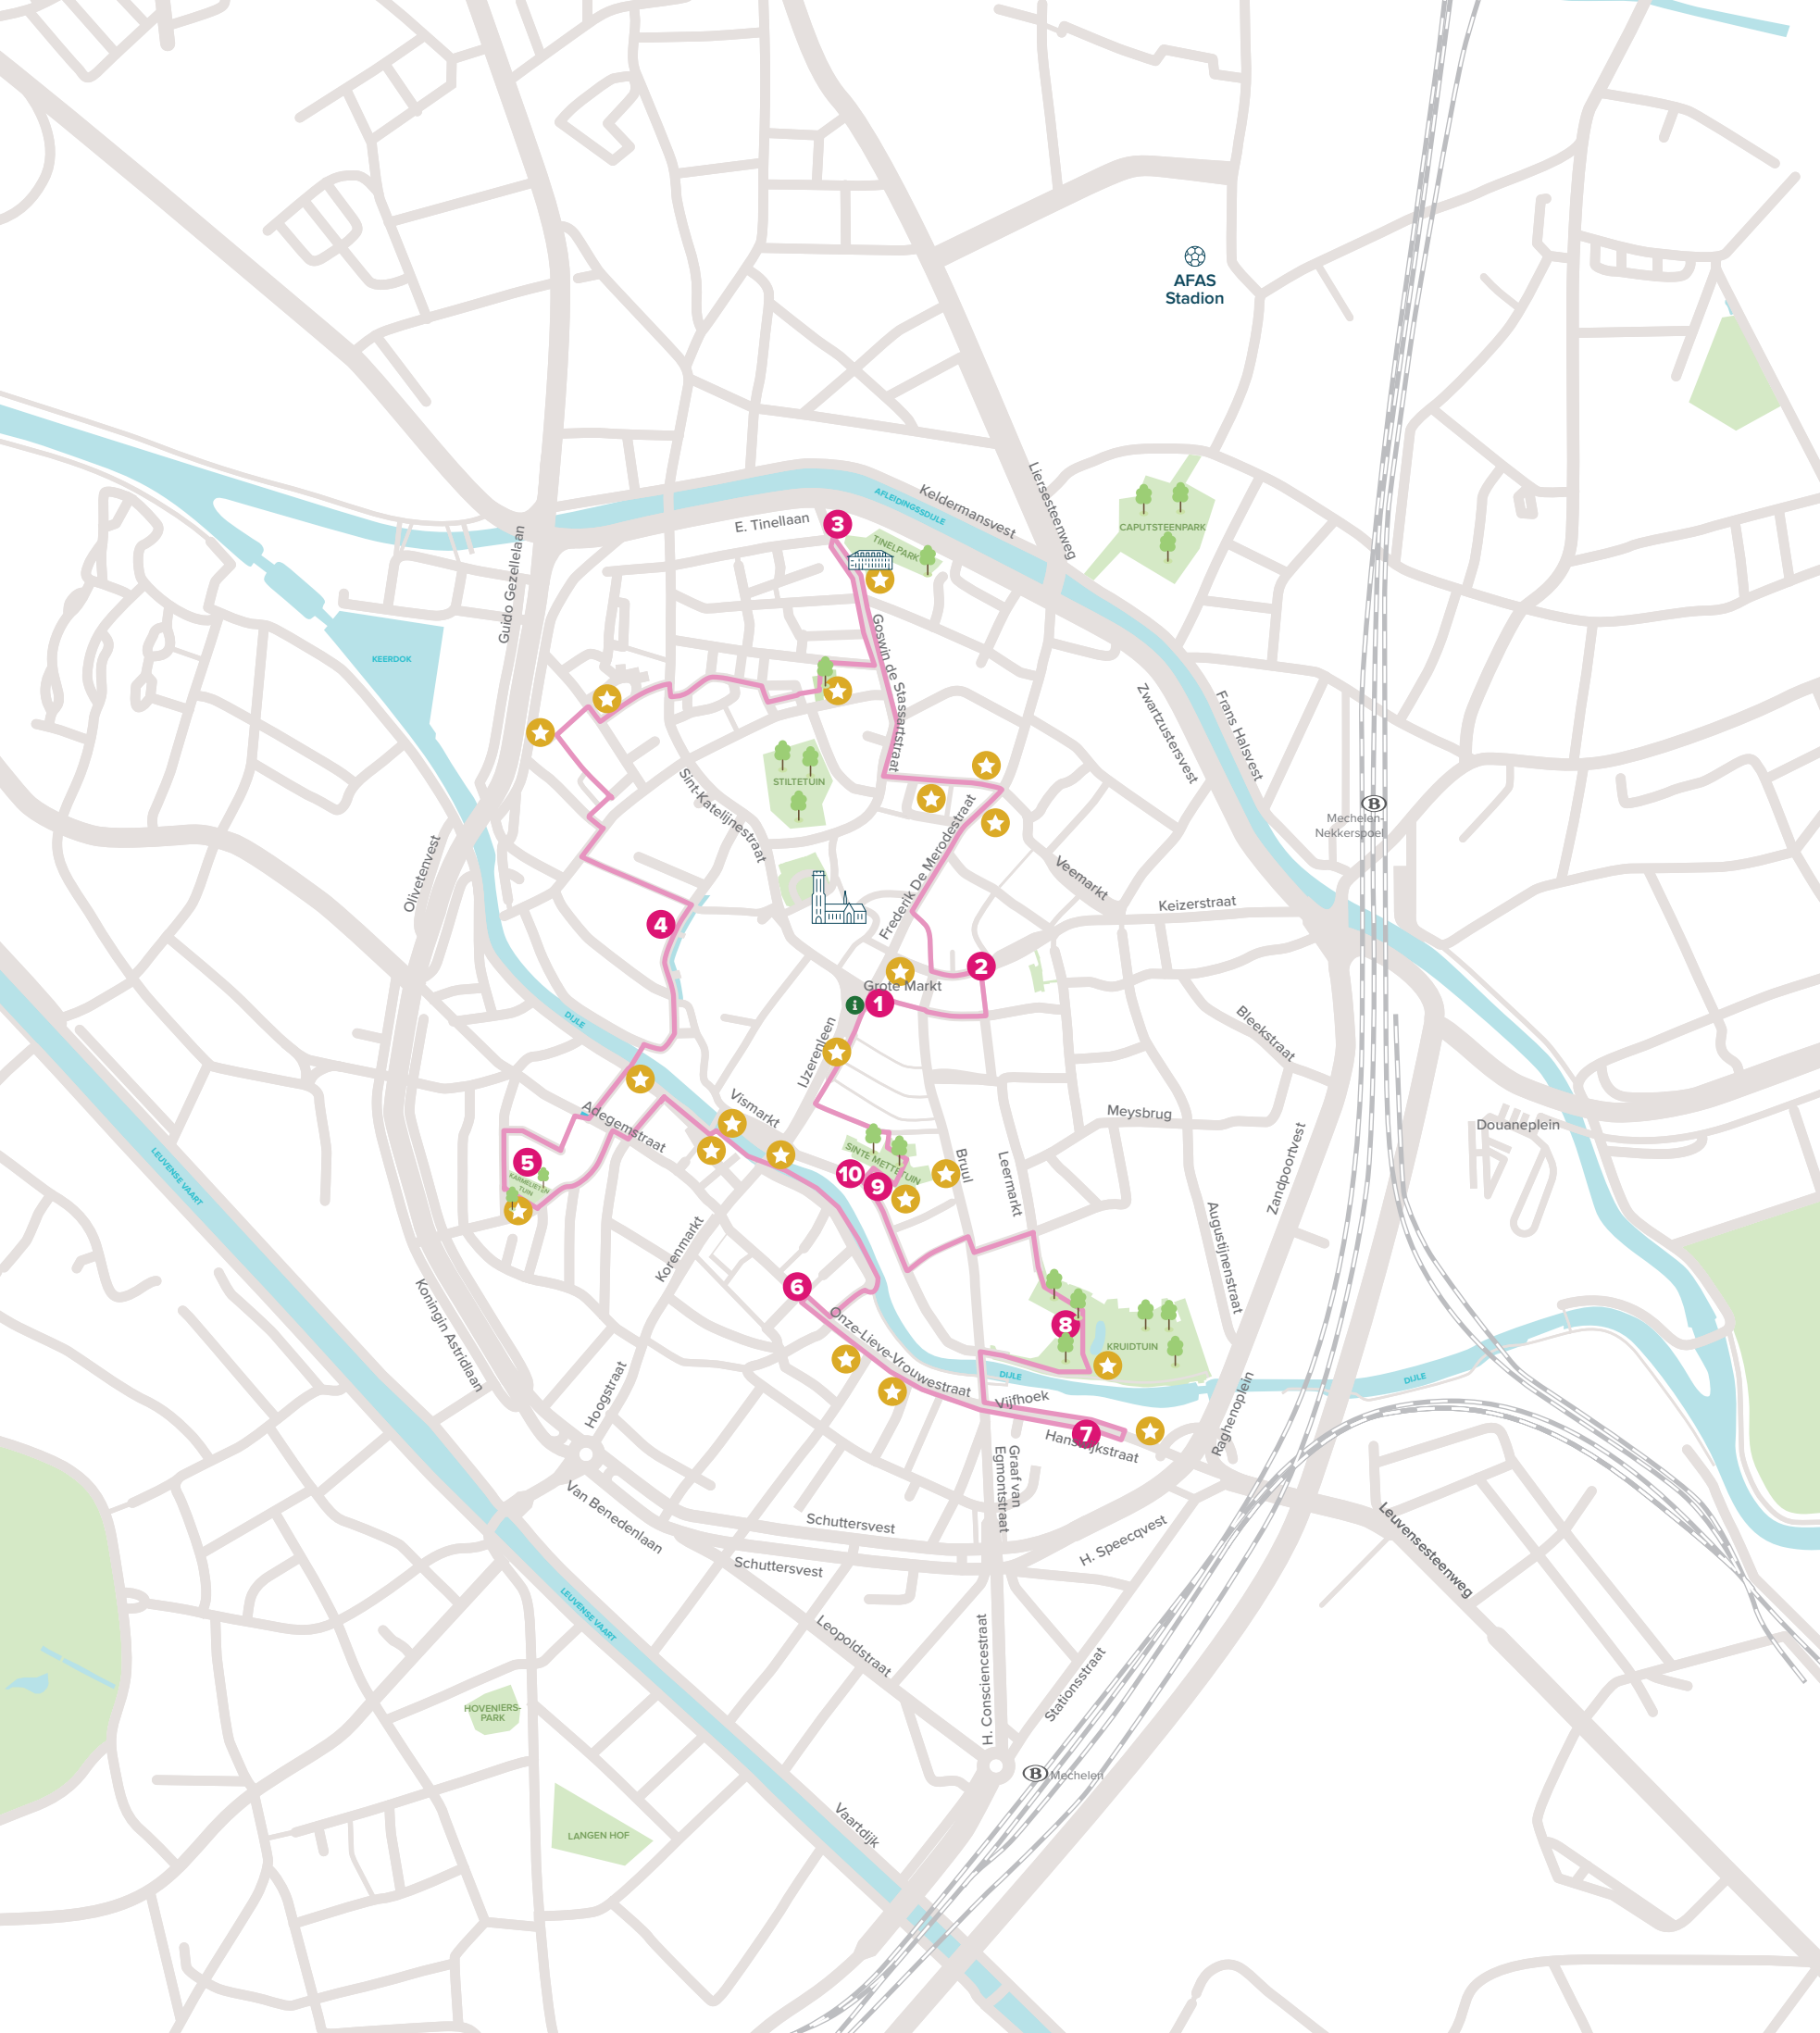 AFAS
Stadion
Liersesteenweg
Keldermansvest
AFLEIDINGSDIJLE
E. Tinellaan
3
TINELPARK
CAPUTSTEENPARK
Guido Gezellelaan
KEERDOK
Goswin de Stassartstraat
Zwartzustersvest
Frans Halsvest
STILTETUIN
Sint-Katelijnestraat
B
Mechelen-
Nekkerspoel
Frederik De Merodestraat
Veemarkt
Keizerstraat
Olivetenvest
4
2
Grote Markt
i
1
DIJLE
IJzerenleen
Bleekstraat
Vismarkt
Adegemstraat
Meysbrug
Douaneplein
LEUVENSE VAART
5
KARMELIETEN
TUIN
SINTE METTETUIN
10
9
Bruul
Leermarkt
Zandpoortvest
Augustijnenstraat
Korenmarkt
6
Koningin Astridlaan
Onze-Lieve-Vrouwestraat
8
KRUIDTUIN
DIJLE
DIJLE
Hoogstraat
Vijfhoek
7
Hanswijkstraat
Raghenoplein
Graaf van
Egmontstraat
Van Benedenlaan
Schuttersvest
Schuttersvest
H. Speecqvest
Leuvensesteenweg
LEUVENSE VAART
Leopoldstraat
H. Consciencestraat
Stationsstraat
HOVENIERS-
PARK
B
Mechelen
LANGEN HOF
Vaartdijk